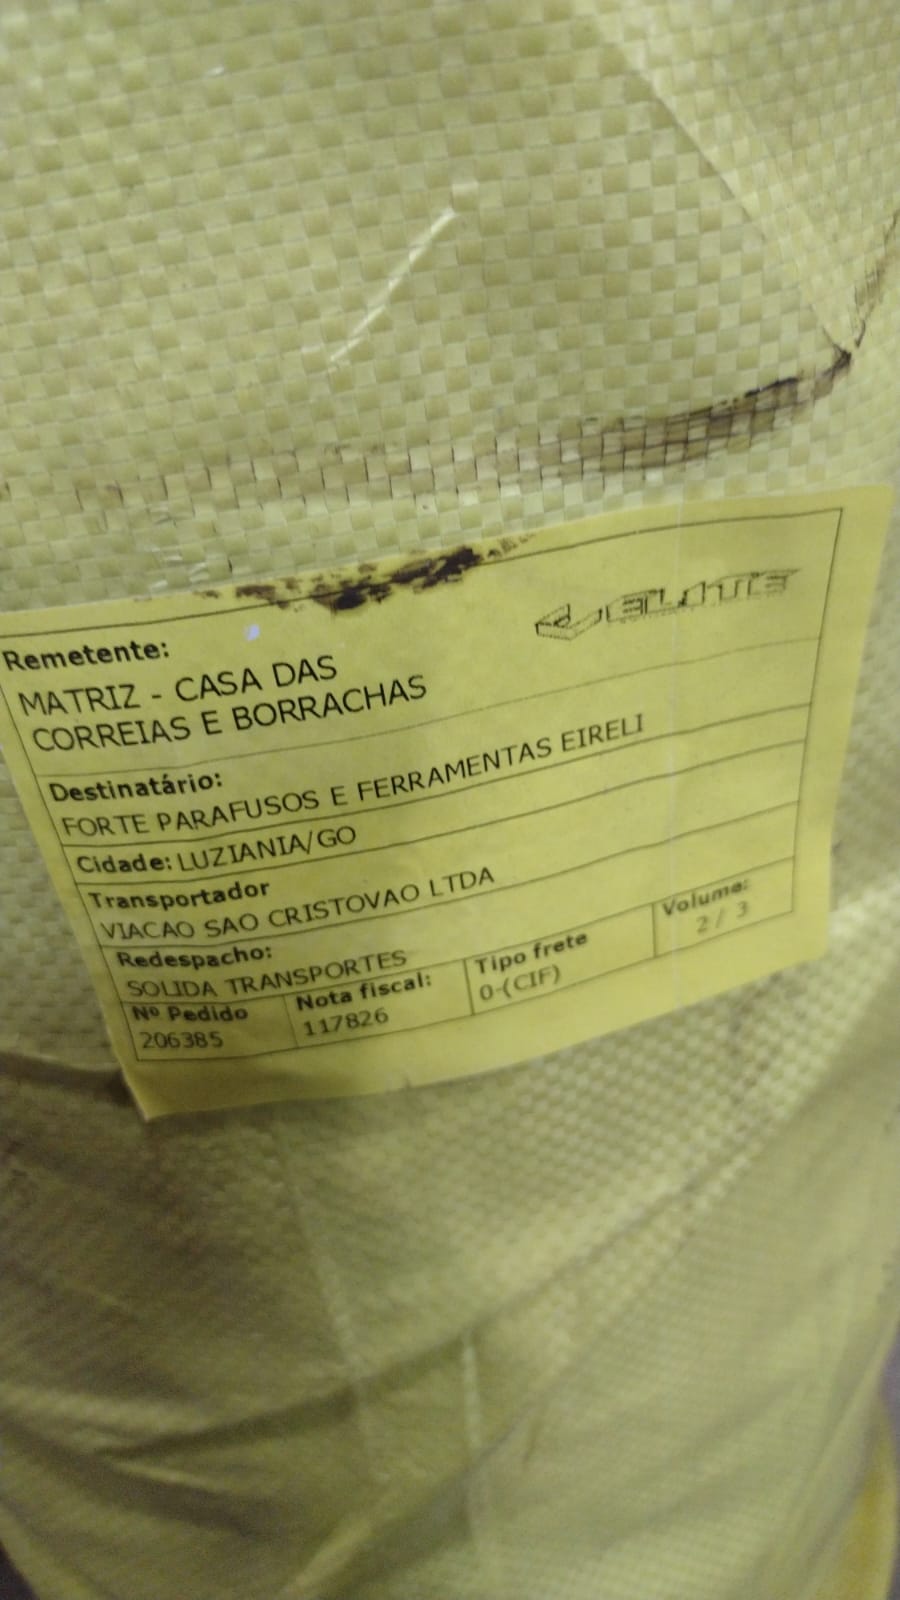 Remetente:
MATRIZ - CASA DAS
CORREIAS E BORRACHAS
Destinatário:
FORTE PARAFUSOS E FERRAMENTAS EIRELI
Cidade: LUZIANIA/GO
Transportador
VIACAO SAO CRISTOVAO LTDA
Redespacho:
SOLIDA TRANSPORTES
Nº Pedido
206385
Nota fiscal:
117826
Tipo frete
0-(CIF)
Volume:
2 / 3